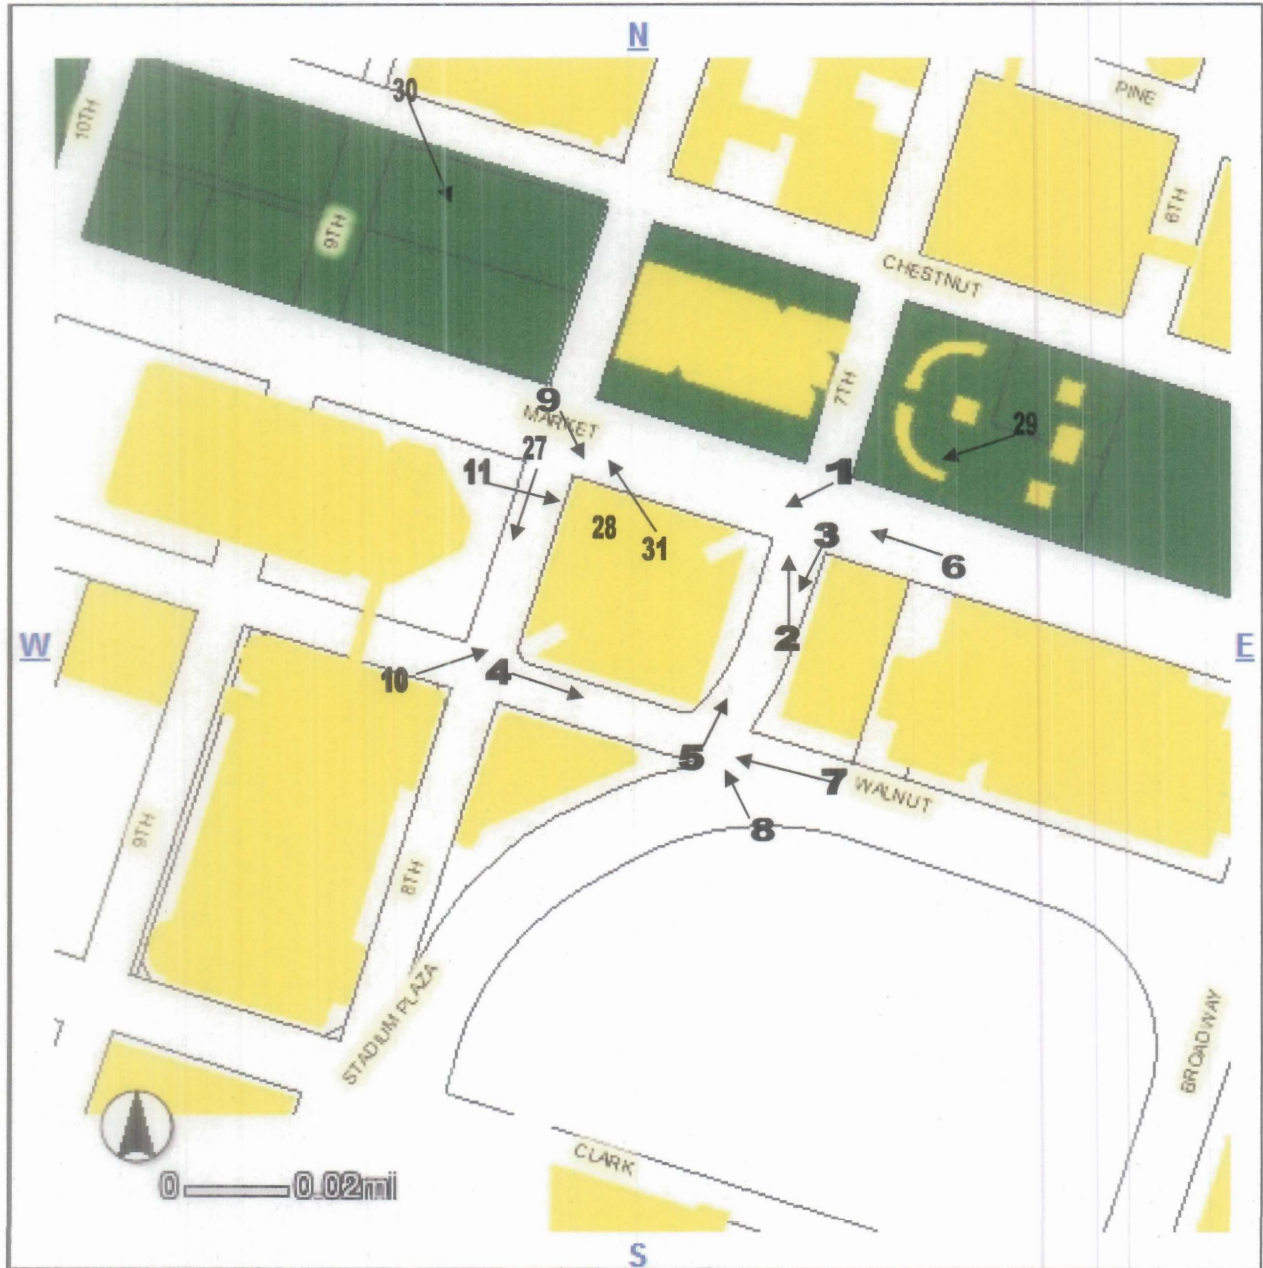 N
30
PINE
10TH
6TH
9TH
CHESTNUT
7TH
9
MARKET
29
27
11
1
28
31
3
6
2
W
E
10
4
5
7
WALNUT
8
9TH
8TH
STADIUM PLAZA
BROADWAY
CLARK
0 0.02mi
S